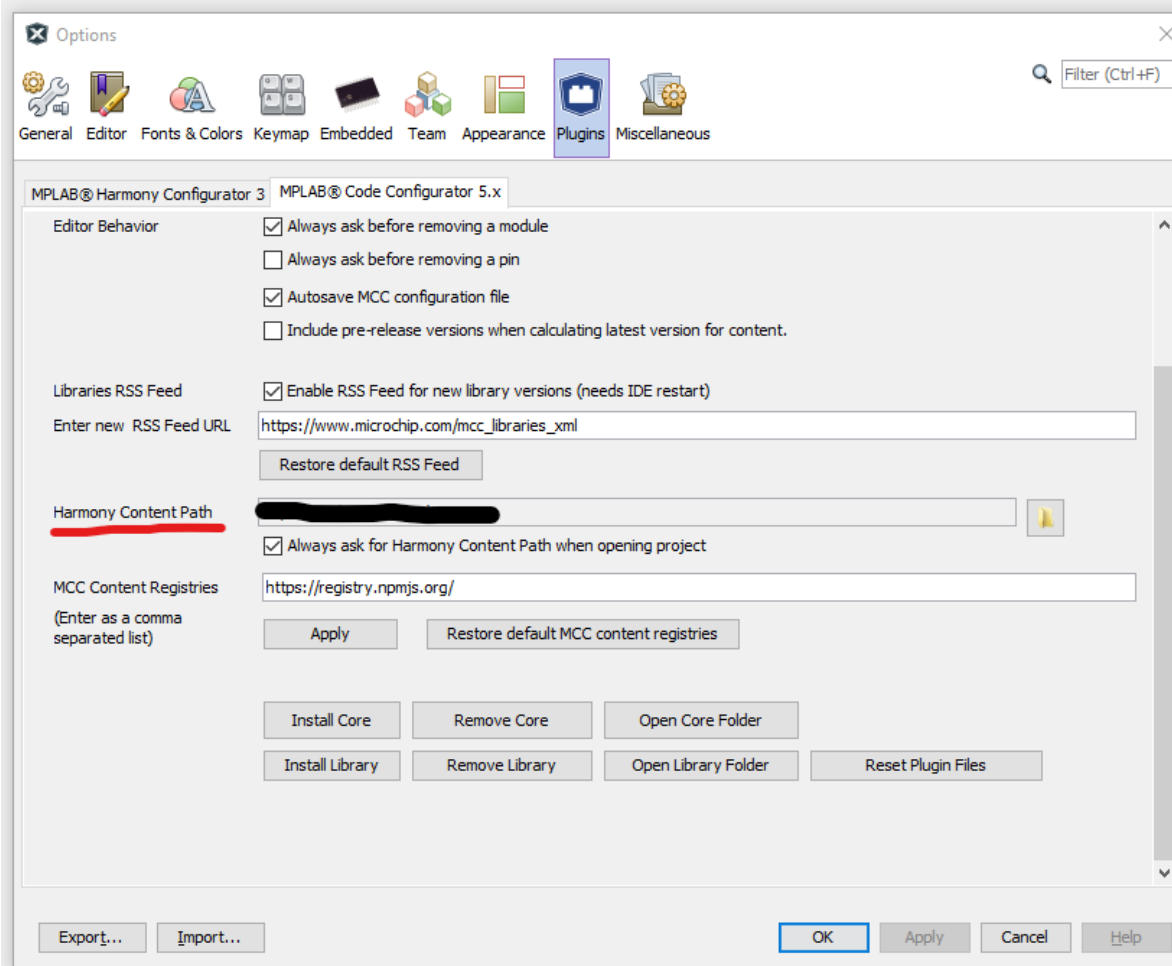 Options
Filter (Ctrl+F)
General Editor Fonts & Colors Keymap Embedded Team Appearance Plugins Miscellaneous
MPLAB® Harmony Configurator 3 MPLAB® Code Configurator 5.x
Editor Behavior Always ask before removing a module
Always ask before removing a pin
Autosave MCC configuration file
Include pre-release versions when calculating latest version for content.
Libraries RSS Feed Enable RSS Feed for new library versions (needs IDE restart)
Enter new RSS Feed URL https://www.microchip.com/mcc_libraries_xml
Restore default RSS Feed
Harmony Content Path
Always ask for Harmony Content Path when opening project
MCC Content Registries https://registry.npmjs.org/
(Enter as a comma
separated list) Apply Restore default MCC content registries
Install Core Remove Core Open Core Folder
Install Library Remove Library Open Library Folder Reset Plugin Files
Export... Import... OK Apply Cancel Help